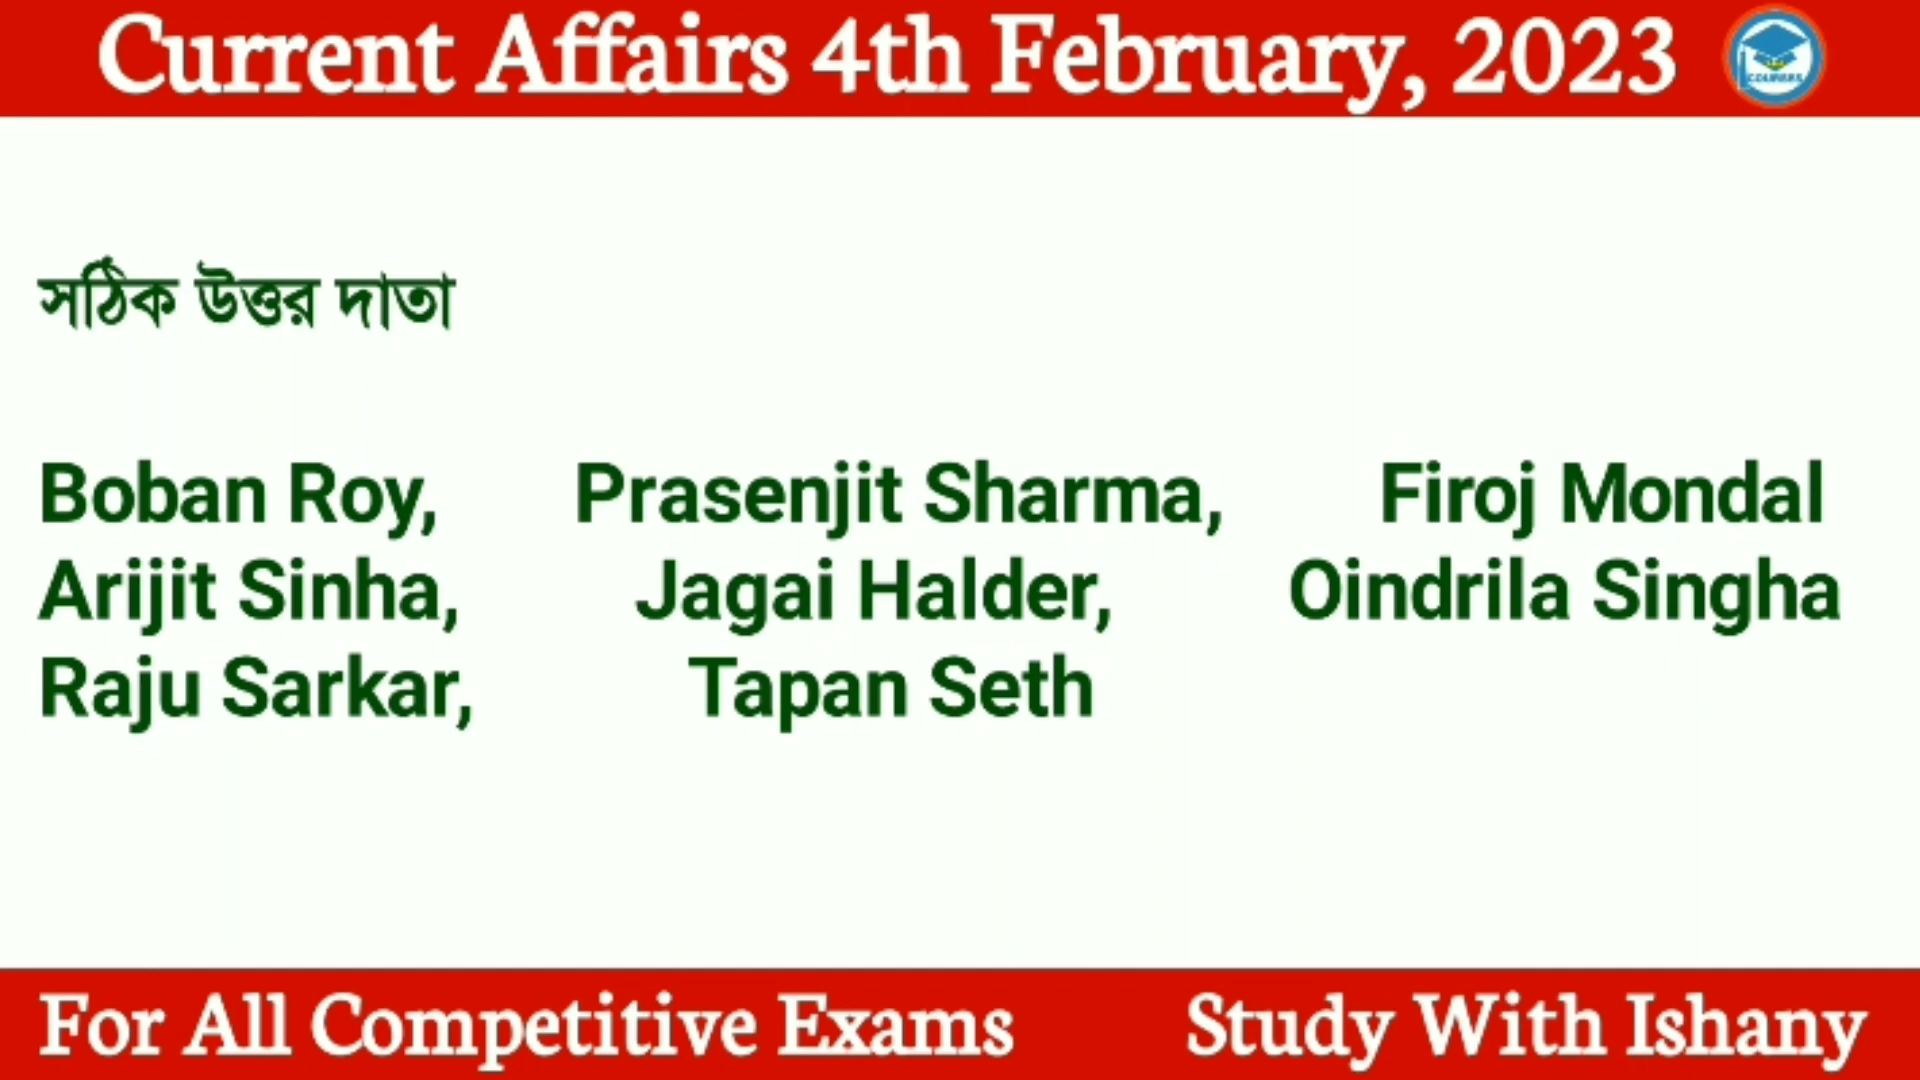 Current Affairs 4th February, 2023
COURSES
সঠিক উত্তর দাতা
Boban Roy, Prasenjit Sharma, Firoj Mondal
Arijit Sinha, Jagai Halder, Oindrila Singha
Raju Sarkar, Tapan Seth
For All Competitive Exams Study With Ishany